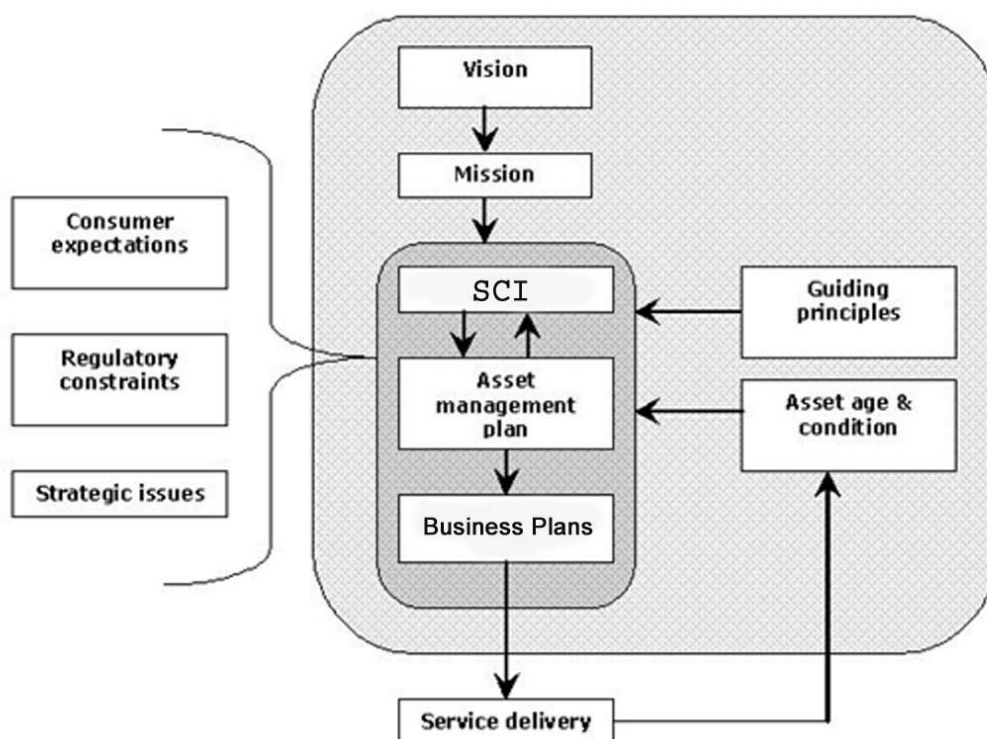 Vision
Mission
Consumer
expectations
Regulatory
constraints
Strategic issues
SCI
Asset
management
plan
Business Plans
Guiding
principles
Asset age &
condition
Service delivery